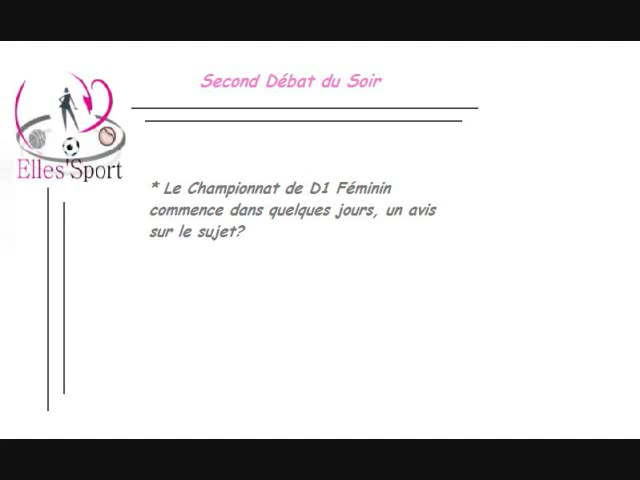 Second Débat du Soir
Elles'Sport
* Le Championnat de D1 Féminin
commence dans quelques jours, un avis
sur le sujet?